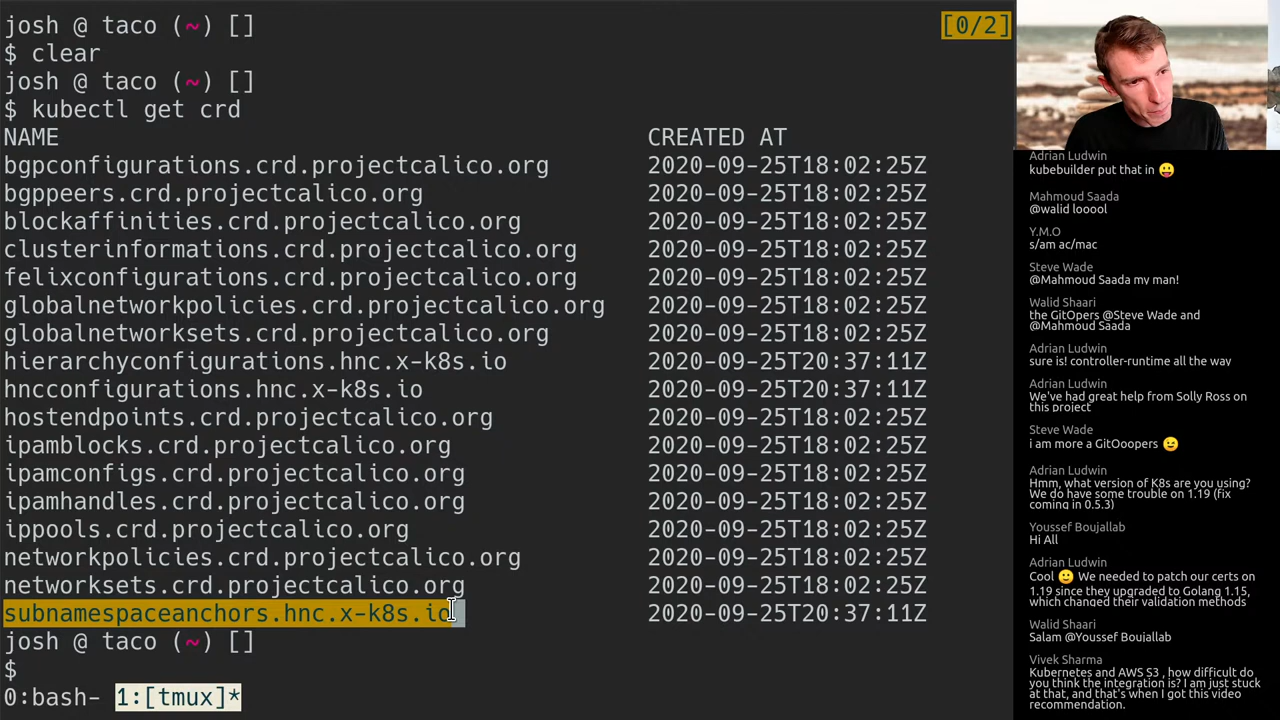 josh @ taco (~) []
[0/2]
$ clear
josh @ taco (~) []
$ kubectl get crd
NAME CREATED AT
bgpconfigurations.crd.projectcalico.org 2020-09-25T18:02:25Z
bgppeers.crd.projectcalico.org 2020-09-25T18:02:25Z
blockaffinities.crd.projectcalico.org 2020-09-25T18:02:25Z
clusterinformations.crd.projectcalico.org 2020-09-25T18:02:25Z
felixconfigurations.crd.projectcalico.org 2020-09-25T18:02:25Z
globalnetworkpolicies.crd.projectcalico.org 2020-09-25T18:02:25Z
globalnetworksets.crd.projectcalico.org 2020-09-25T18:02:25Z
hierarchyconfigurations.hnc.x-k8s.io 2020-09-25T20:37:11Z
hncconfigurations.hnc.x-k8s.io 2020-09-25T20:37:11Z
hostendpoints.crd.projectcalico.org 2020-09-25T18:02:25Z
ipamblocks.crd.projectcalico.org 2020-09-25T18:02:25Z
ipamconfigs.crd.projectcalico.org 2020-09-25T18:02:25Z
ipamhandles.crd.projectcalico.org 2020-09-25T18:02:25Z
ippools.crd.projectcalico.org 2020-09-25T18:02:25Z
networkpolicies.crd.projectcalico.org 2020-09-25T18:02:25Z
networksets.crd.projectcalico.org 2020-09-25T18:02:25Z
subnamespaceanchors.hnc.x-k8s.io 2020-09-25T20:37:11Z
josh @ taco (~) []
$
0:bash- 1:[tmux]*
Adrian Ludwin
kubebuilder put that in 😛
Mahmoud Saada
@walid looool
Y.M.O
s/am ac/mac
Steve Wade
@Mahmoud Saada my man!
Walid Shaari
the GitOpers @Steve Wade and
@Mahmoud Saada
Adrian Ludwin
sure is! controller-runtime all the way
Adrian Ludwin
We've had great help from Solly Ross on
this project
Steve Wade
i am more a GitOoopers 😉
Adrian Ludwin
Hmm, what version of K8s are you using?
We do have some trouble on 1.19 (fix
coming in 0.5.3)
Youssef Boujallab
Hi All
Adrian Ludwin
Cool 🙂 We needed to patch our certs on
1.19 since they upgraded to Golang 1.15,
which changed their validation methods
Walid Shaari
Salam @Youssef Boujallab
Vivek Sharma
Kubernetes and AWS S3 , how difficult do
you think the integration is? I am just stuck
at that, and that's when I got this video
recommendation.